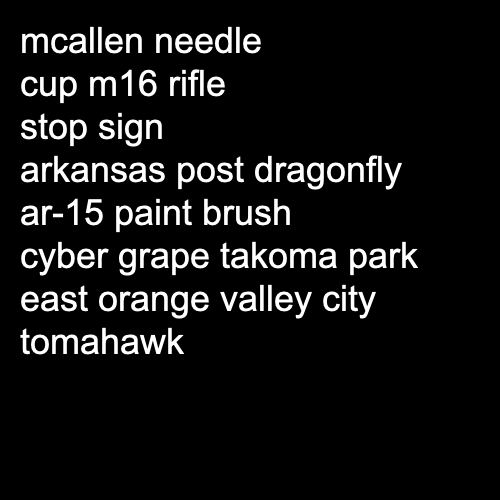 mcallen needle
cup m16 rifle
stop sign
arkansas post dragonfly
ar-15 paint brush
cyber grape takoma park
east orange valley city
tomahawk